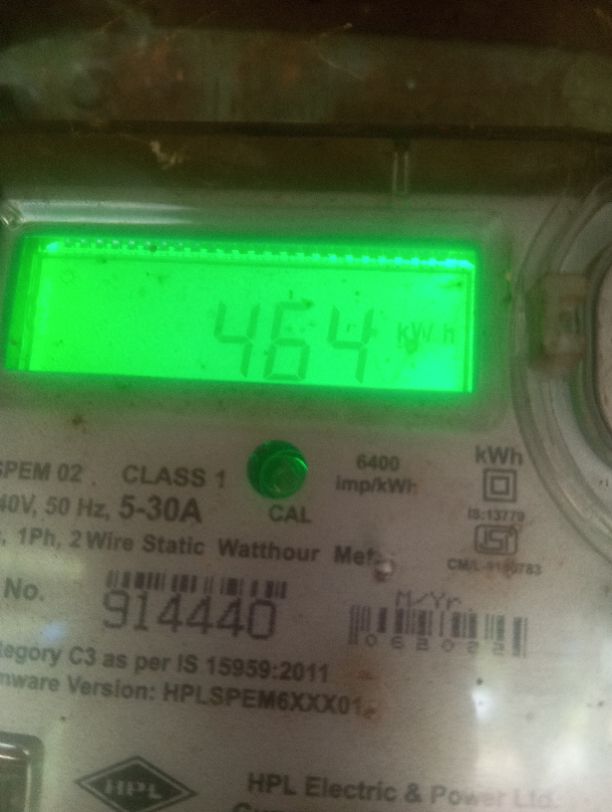 464 kWh
SPEM 02 CLASS 1
6400
imp/kWh
kWh
40V, 50 Hz, 5-30A
CAL
IS:13779
, 1Ph, 2 Wire Static Watthour
CM/L-
No.
914440
M/Yr.
tegory C3 as per IS 15959:2011
mware Version: HPLSPEM6XXX01
HPL
HPL Electric & Power Ltd.